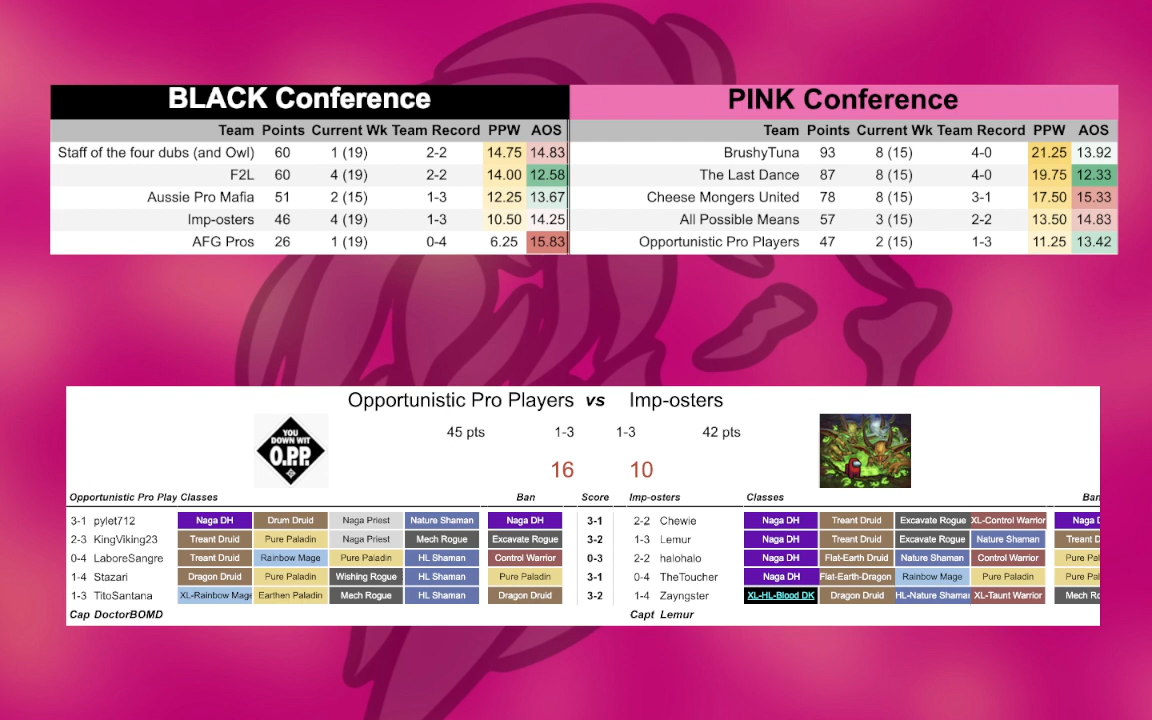 BLACK Conference
Team Points Current Wk Team Record PPW AOS
Staff of the four dubs (and Owl) 60 1 (19) 2-2 14.75 14.83
F2L 60 4 (19) 2-2 14.00 12.58
Aussie Pro Mafia 51 2 (15) 1-3 12.25 13.67
Imp-osters 46 4 (19) 1-3 10.50 14.25
AFG Pros 26 1 (19) 0-4 6.25 15.83
PINK Conference
Team Points Current Wk Team Record PPW AOS
BrushyTuna 93 8 (15) 4-0 21.25 13.92
The Last Dance 87 8 (15) 4-0 19.75 12.33
Cheese Mongers United 78 8 (15) 3-1 17.50 15.33
All Possible Means 57 3 (15) 2-2 13.50 14.83
Opportunistic Pro Players 47 2 (15) 1-3 11.25 13.42
Opportunistic Pro Players vs Imp-osters
YOU
DOWN WIT
O.P.P.
45 pts 1-3 1-3 42 pts
16 10
Opportunistic Pro Play Classes Ban Score Imp-osters Classes Ban
3-1 pylet712 Naga DH Drum Druid Naga Priest Nature Shaman Naga DH 3-1 2-2 Chewie Naga DH Treant Druid Excavate Rogue XL-Control Warrior Naga D
2-3 KingViking23 Treant Druid Pure Paladin Naga Priest Mech Rogue Excavate Rogue 3-2 1-3 Lemur Naga DH Treant Druid Excavate Rogue Nature Shaman Treant D
0-4 LaboreSangre Treant Druid Rainbow Mage Pure Paladin HL Shaman Control Warrior 0-3 2-2 halohalo Naga DH Flat-Earth Druid Nature Shaman Control Warrior Pure Pal
1-4 Stazari Dragon Druid Pure Paladin Wishing Rogue HL Shaman Pure Paladin 3-1 0-4 TheToucher Naga DH Flat-Earth-Dragon Rainbow Mage Pure Paladin Pure Pal
1-3 TitoSantana XL-Rainbow Mage Earthen Paladin Mech Rogue HL Shaman Dragon Druid 3-2 1-4 Zayngster XL-HL-Blood DK Dragon Druid HL-Nature Shaman XL-Taunt Warrior Mech Ro
Cap DoctorBOMD Capt Lemur